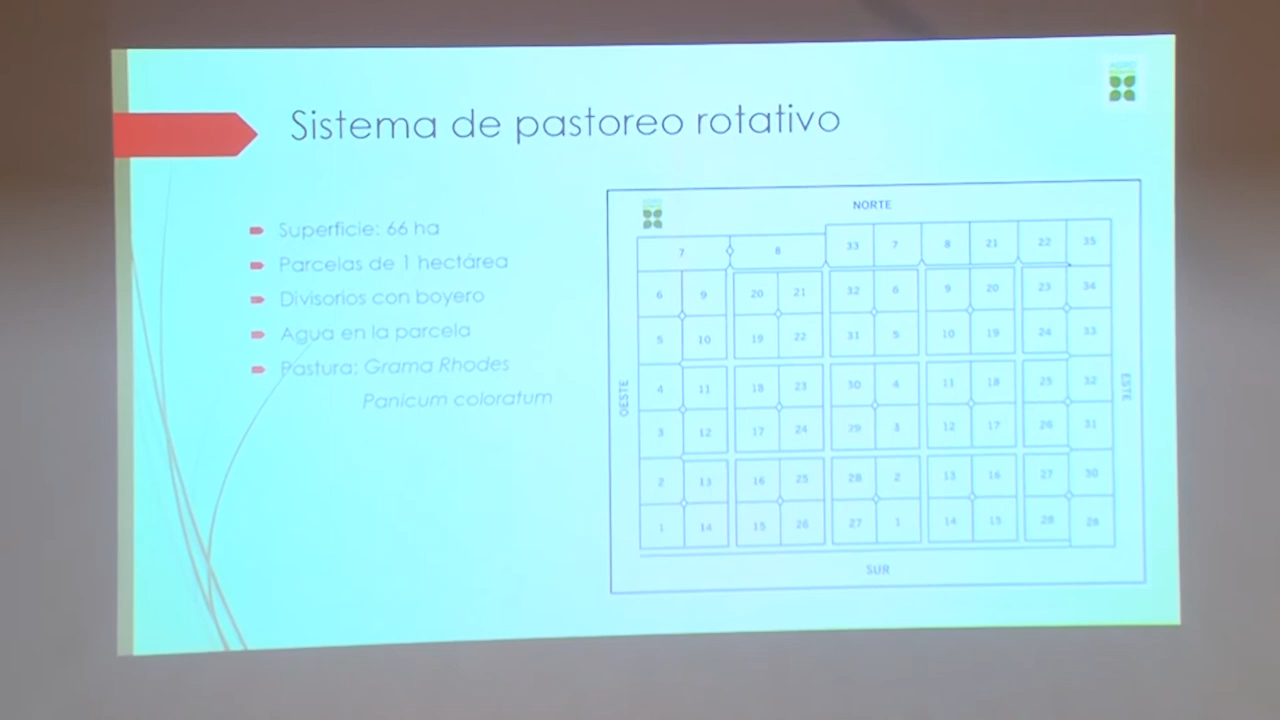 Sistema de pastoreo rotativo
Superficie: 66 ha
Parcelas de 1 hectárea
Divisorios con boyero
Agua en la parcela
Pastura: Grama Rhodes
Panicum coloratum
NORTE
7 8 33 7 8 21 22 35
6 9 20 21 32 6 9 20 23 34
5 10 19 22 31 5 10 19 24 33
OESTE
4 11 18 23 30 4 11 18 25 32
ESTE
3 12 17 24 29 3 12 17 26 31
2 13 16 25 28 2 13 16 27 30
1 14 15 26 27 1 14 15 28
SUR